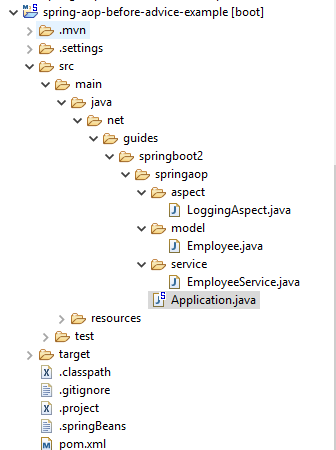 spring-aop-before-advice-example [boot]
.mvn
.settings
src
main
java
net
guides
springboot2
springaop
aspect
LoggingAspect.java
model
Employee.java
service
EmployeeService.java
Application.java
resources
test
target
.classpath
.gitignore
.project
.springBeans
pom.xml